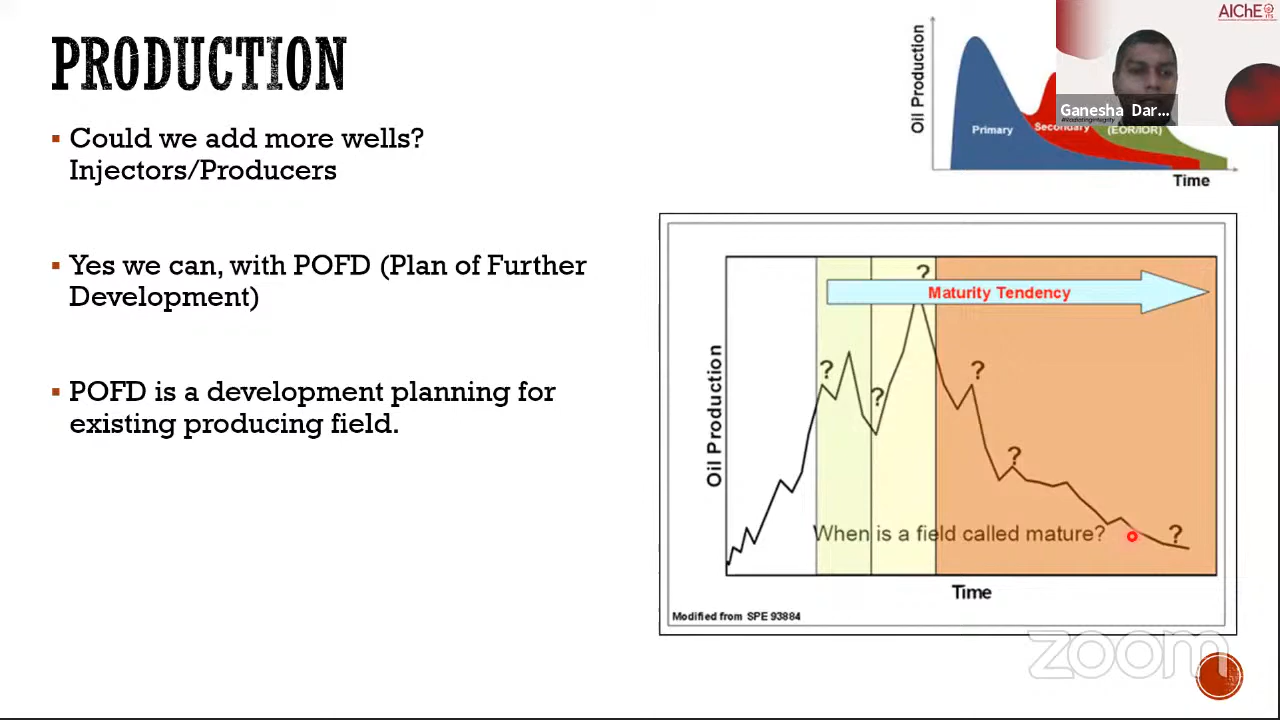 PRODUCTION
▪ Could we add more wells?
Injectors/Producers
▪ Yes we can, with POFD (Plan of Further
Development)
▪ POFD is a development planning for
existing producing field.
Oil Production
Primary
Secondary
(EOR/IOR)
Time
AIChE
ITS
Ganesha Dar...
#RadiatingIntegrity
?
Maturity Tendency
?
?
?
?
?
Oil Production
When is a field called mature?
Time
Modified from SPE 93884
zoom